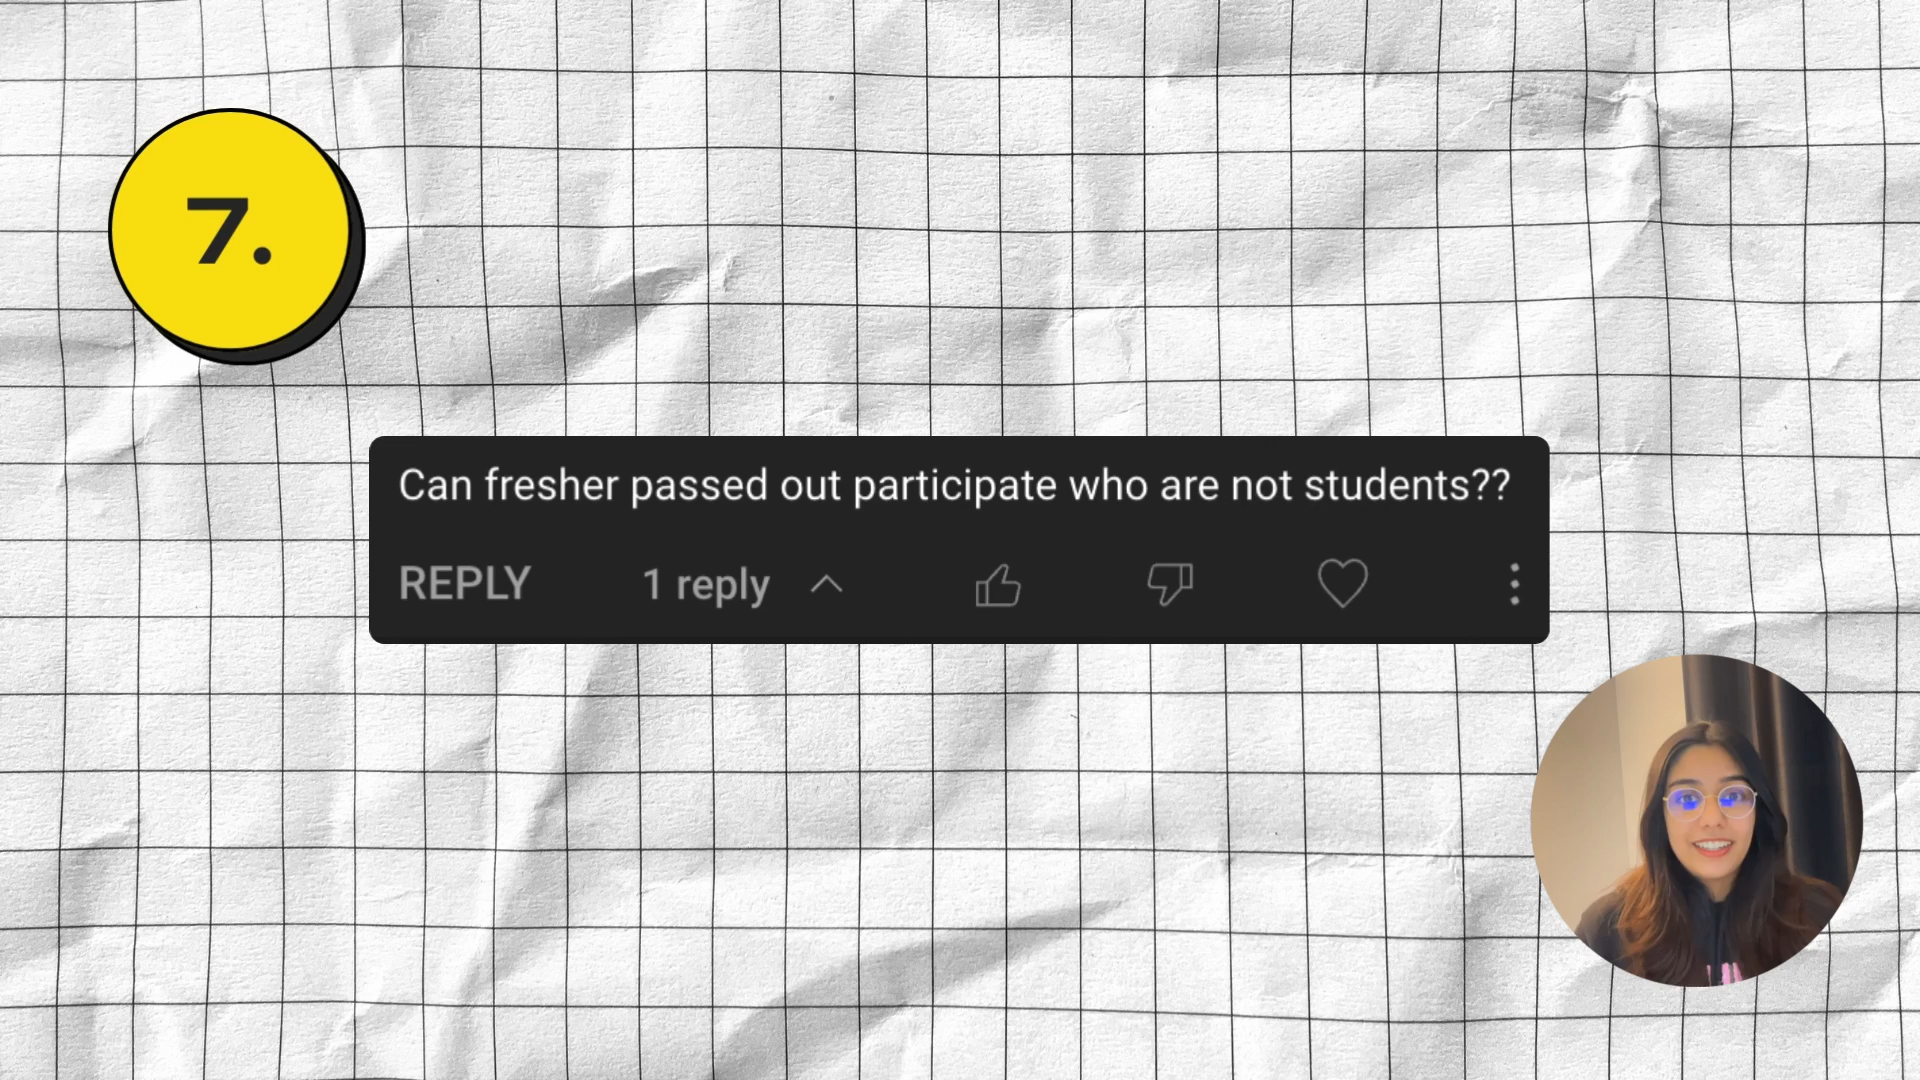 7.
Can fresher passed out participate who are not students??
REPLY 1 reply